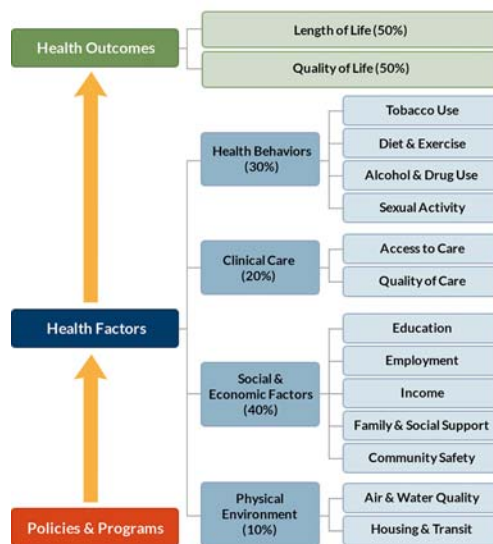 Health Outcomes
Length of Life (50%)
Quality of Life (50%)
Health Factors
Health Behaviors
(30%)
Tobacco Use
Diet & Exercise
Alcohol & Drug Use
Sexual Activity
Clinical Care
(20%)
Access to Care
Quality of Care
Social &
Economic Factors
(40%)
Education
Employment
Income
Family & Social Support
Community Safety
Physical
Environment
(10%)
Air & Water Quality
Housing & Transit
Policies & Programs